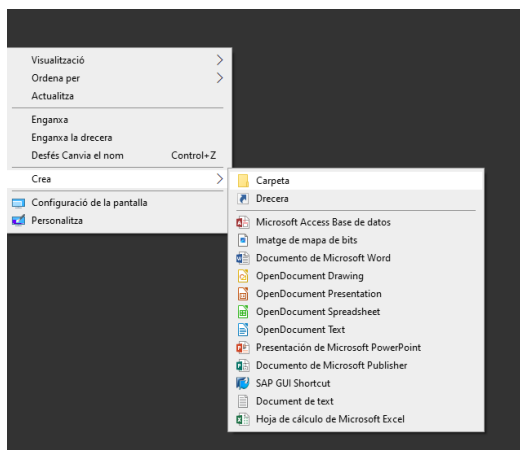 Visualització
Ordena per
Actualitza
Enganxa
Enganxa la drecera
Desfés Canvia el nom Control+Z
Crea
Configuració de la pantalla
Personalitza
Carpeta
Drecera
Microsoft Access Base de datos
Imatge de mapa de bits
Documento de Microsoft Word
OpenDocument Drawing
OpenDocument Presentation
OpenDocument Spreadsheet
OpenDocument Text
Presentación de Microsoft PowerPoint
Documento de Microsoft Publisher
SAP GUI Shortcut
Document de text
Hoja de cálculo de Microsoft Excel